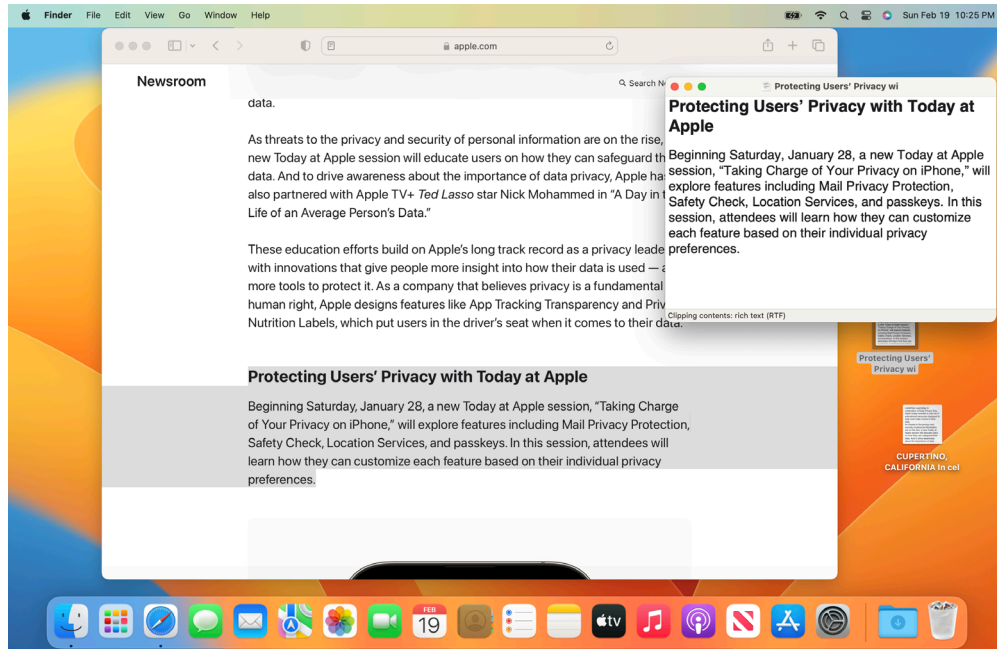 Finder File Edit View Go Window Help
Sun Feb 19 10:25 PM
apple.com
Newsroom
Search
data.
As threats to the privacy and security of personal information are on the rise,
new Today at Apple session will educate users on how they can safeguard
data. And to drive awareness about the importance of data privacy, Apple
also partnered with Apple TV+ Ted Lasso star Nick Mohammed in “A Day in
Life of an Average Person’s Data.”
These education efforts build on Apple’s long track record as a privacy
with innovations that give people more insight into how their data is used —
more tools to protect it. As a company that believes privacy is a fundamental
human right, Apple designs features like App Tracking Transparency and
Nutrition Labels, which put users in the driver’s seat when it comes to their data.
Protecting Users’ Privacy with Today at Apple
Beginning Saturday, January 28, a new Today at Apple session, “Taking Charge
of Your Privacy on iPhone,” will explore features including Mail Privacy Protection,
Safety Check, Location Services, and passkeys. In this session, attendees will
learn how they can customize each feature based on their individual privacy
preferences.
Protecting Users’ Privacy wi
Protecting Users’ Privacy with Today at
Apple
Beginning Saturday, January 28, a new Today at Apple
session, “Taking Charge of Your Privacy on iPhone,” will
explore features including Mail Privacy Protection,
Safety Check, Location Services, and passkeys. In this
session, attendees will learn how they can customize
each feature based on their individual privacy
preferences.
Clipping contents: rich text (RTF)
Protecting Users’
Privacy wi
CUPERTINO,
CALIFORNIA In cel
FEB
19
tv